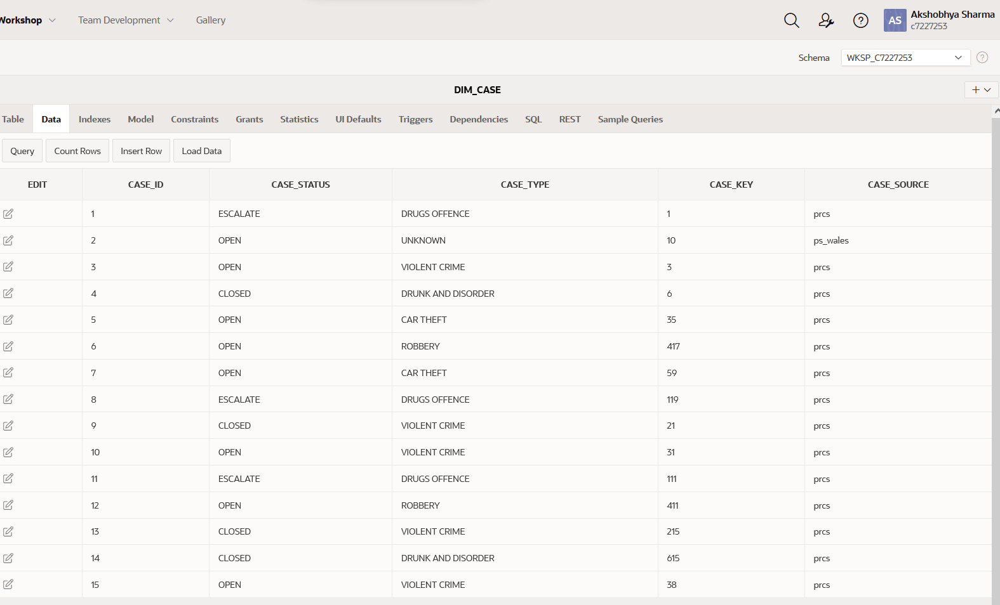 Workshop Team Development Gallery ? AS Akshobhya Sharma
c7227253
Schema WKSP_C7227253 ?
DIM_CASE +
Table Data Indexes Model Constraints Grants Statistics UI Defaults Triggers Dependencies SQL REST Sample Queries
Query Count Rows Insert Row Load Data
EDIT CASE_ID CASE_STATUS CASE_TYPE CASE_KEY CASE_SOURCE
1 ESCALATE DRUGS OFFENCE 1 prcs
2 OPEN UNKNOWN 10 ps_wales
3 OPEN VIOLENT CRIME 3 prcs
4 CLOSED DRUNK AND DISORDER 6 prcs
5 OPEN CAR THEFT 35 prcs
6 OPEN ROBBERY 417 prcs
7 OPEN CAR THEFT 59 prcs
8 ESCALATE DRUGS OFFENCE 119 prcs
9 CLOSED VIOLENT CRIME 21 prcs
10 OPEN VIOLENT CRIME 31 prcs
11 ESCALATE DRUGS OFFENCE 111 prcs
12 OPEN ROBBERY 411 prcs
13 CLOSED VIOLENT CRIME 215 prcs
14 CLOSED DRUNK AND DISORDER 615 prcs
15 OPEN VIOLENT CRIME 38 prcs